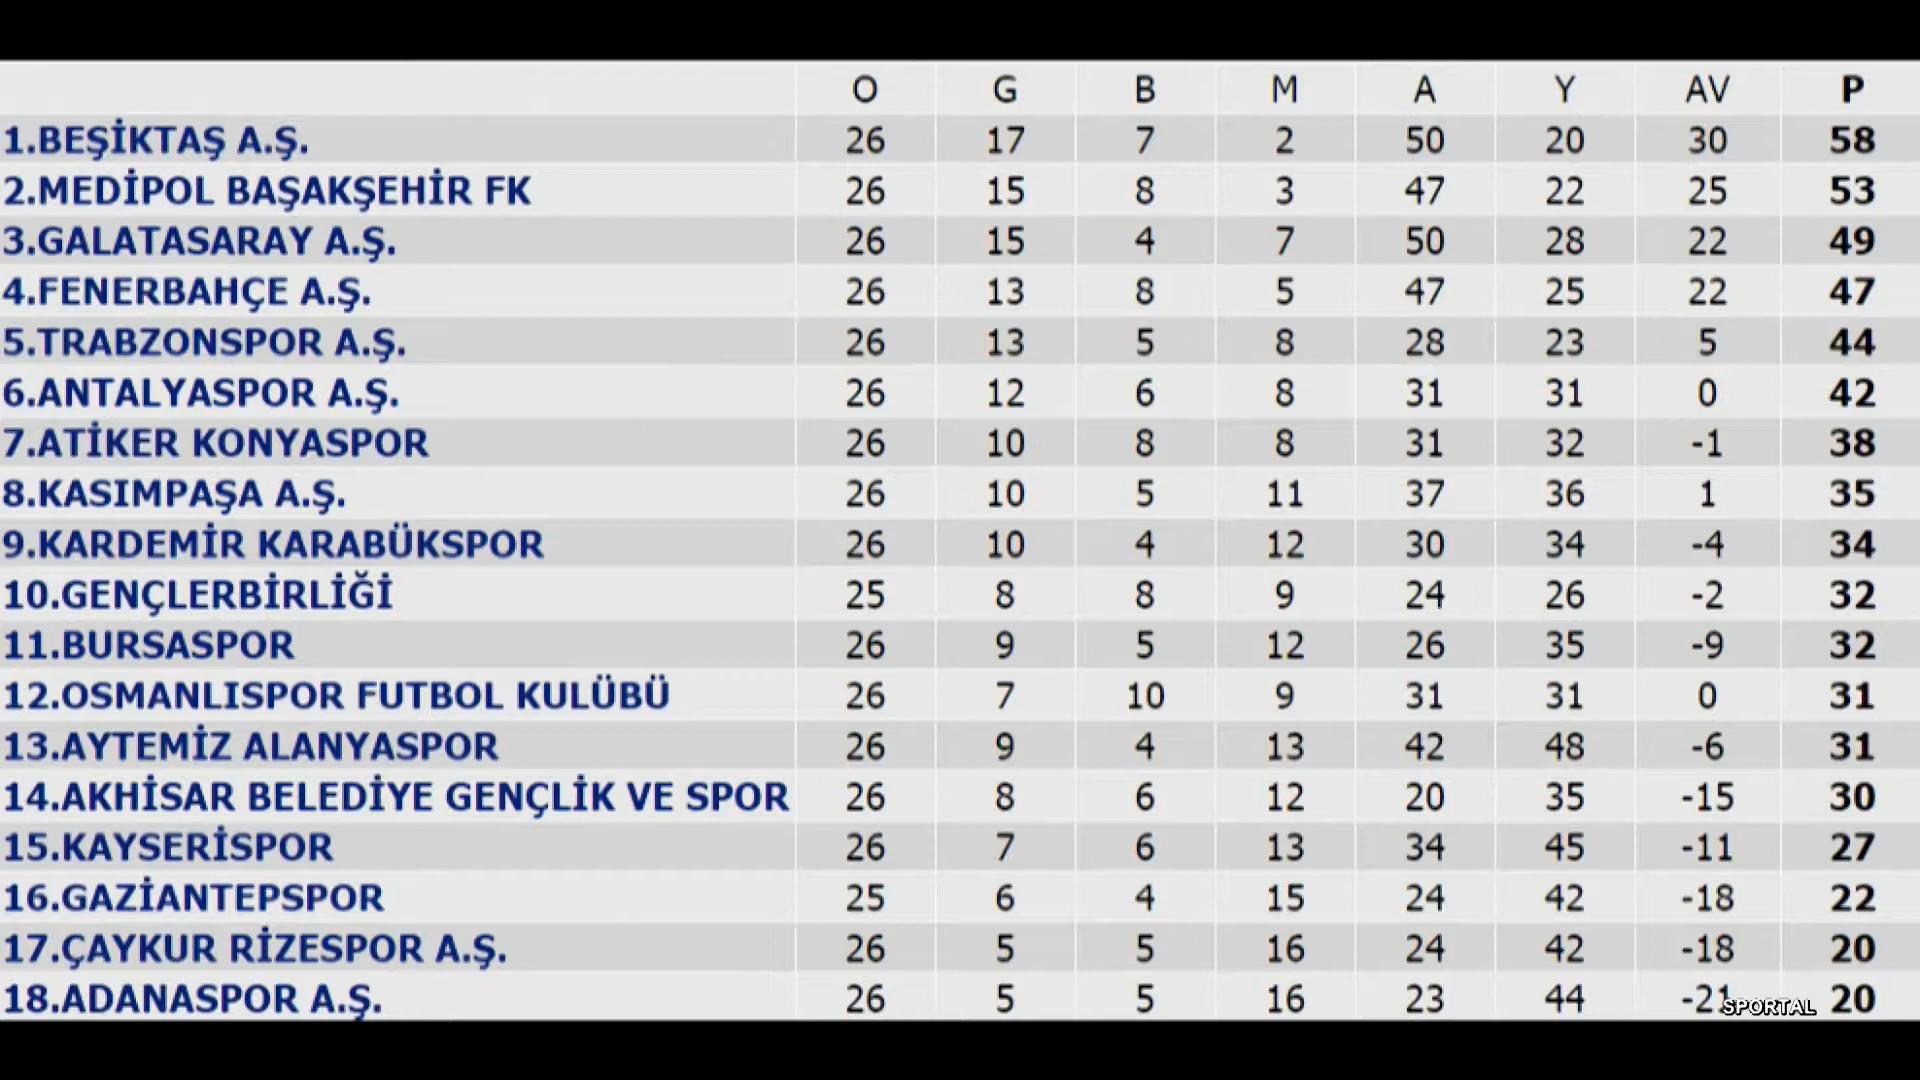 O G B M A Y AV P
1.BEŞİKTAŞ A.Ş. 26 17 7 2 50 20 30 58
2.MEDİPOL BAŞAKŞEHİR FK 26 15 8 3 47 22 25 53
3.GALATASARAY A.Ş. 26 15 4 7 50 28 22 49
4.FENERBAHÇE A.Ş. 26 13 8 5 47 25 22 47
5.TRABZONSPOR A.Ş. 26 13 5 8 28 23 5 44
6.ANTALYASPOR A.Ş. 26 12 6 8 31 31 0 42
7.ATİKER KONYASPOR 26 10 8 8 31 32 -1 38
8.KASIMPAŞA A.Ş. 26 10 5 11 37 36 1 35
9.KARDEMİR KARABÜKSPOR 26 10 4 12 30 34 -4 34
10.GENÇLERBİRLİĞİ 25 8 8 9 24 26 -2 32
11.BURSASPOR 26 9 5 12 26 35 -9 32
12.OSMANLISPOR FUTBOL KULÜBÜ 26 7 10 9 31 31 0 31
13.AYTEMİZ ALANYASPOR 26 9 4 13 42 48 -6 31
14.AKHİSAR BELEDİYE GENÇLİK VE SPOR 26 8 6 12 20 35 -15 30
15.KAYSERİSPOR 26 7 6 13 34 45 -11 27
16.GAZİANTEPSPOR 25 6 4 15 24 42 -18 22
17.ÇAYKUR RİZESPOR A.Ş. 26 5 5 16 24 42 -18 20
18.ADANASPOR A.Ş. 26 5 5 16 23 44 -21 20
SPORTAL